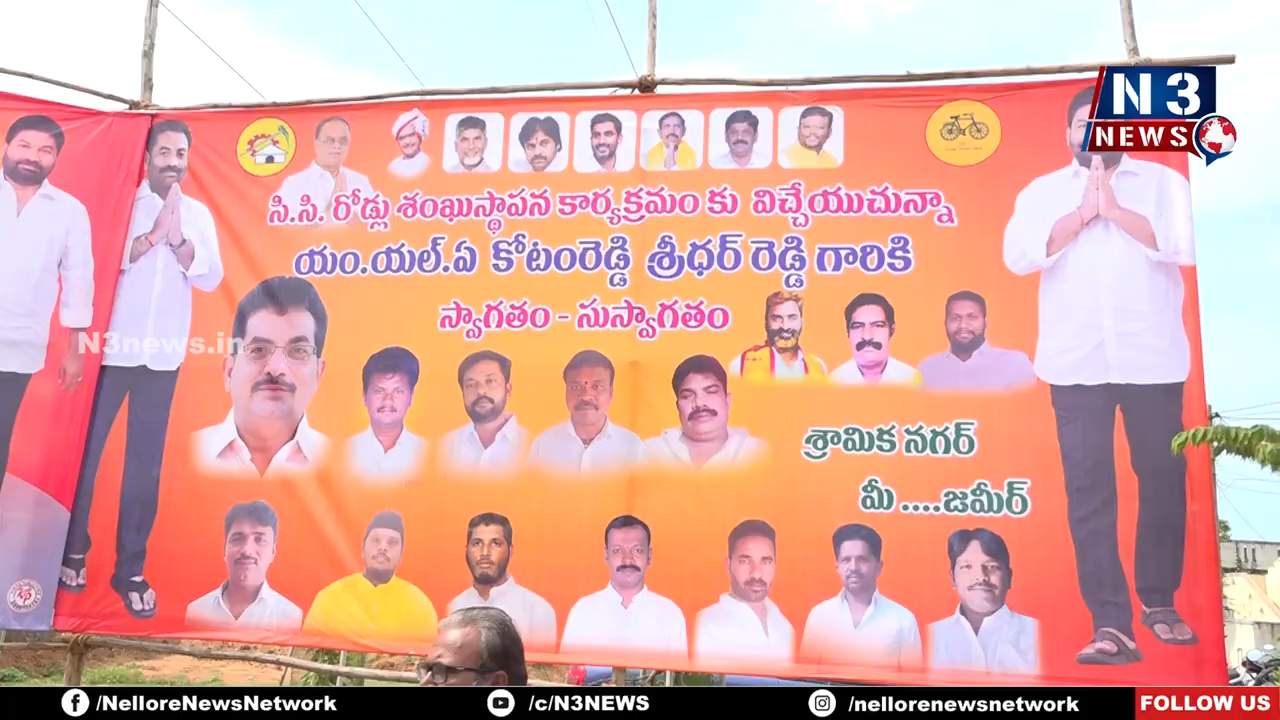 N3
NEWS
సి.సి. రోడ్లు శంఖుస్థాపన కార్యక్రమం కు విచ్చేయుచున్నా
యం.యల్.ఏ కోటంరెడ్డి శ్రీధర్ రెడ్డి గారికి
స్వాగతం - సుస్వాగతం
N3news.in
శ్రామిక నగర్
మీ ....జమీర్
/NelloreNewsNetwork
/c/N3NEWS
/nellorenewsnetwork
FOLLOW US